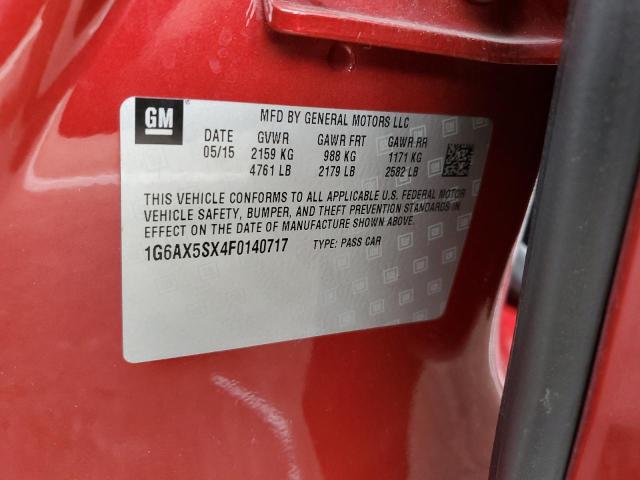 GM
MFD BY GENERAL MOTORS LLC
DATE GVWR GAWR FRT GAWR RR
05/15 2159 KG 988 KG 1171 KG
4761 LB 2179 LB 2582 LB
THIS VEHICLE CONFORMS TO ALL APPLICABLE U.S. FEDERAL MOTOR
VEHICLE SAFETY, BUMPER, AND THEFT PREVENTION STANDARDS IN
EFFECT ON THE DATE OF MANUFACTURE SHOWN ABOVE.
1G6AX5SX4F0140717 TYPE: PASS CAR